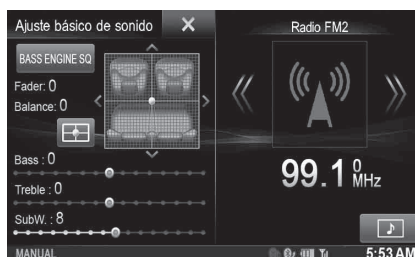 Ajuste básico de sonido
BASS ENGINE SQ
Fader: 0
Balance: 0
Bass : 0
Treble : 0
SubW. : 8
MANUAL
Radio FM2
99.1 0 MHz
5:53 AM